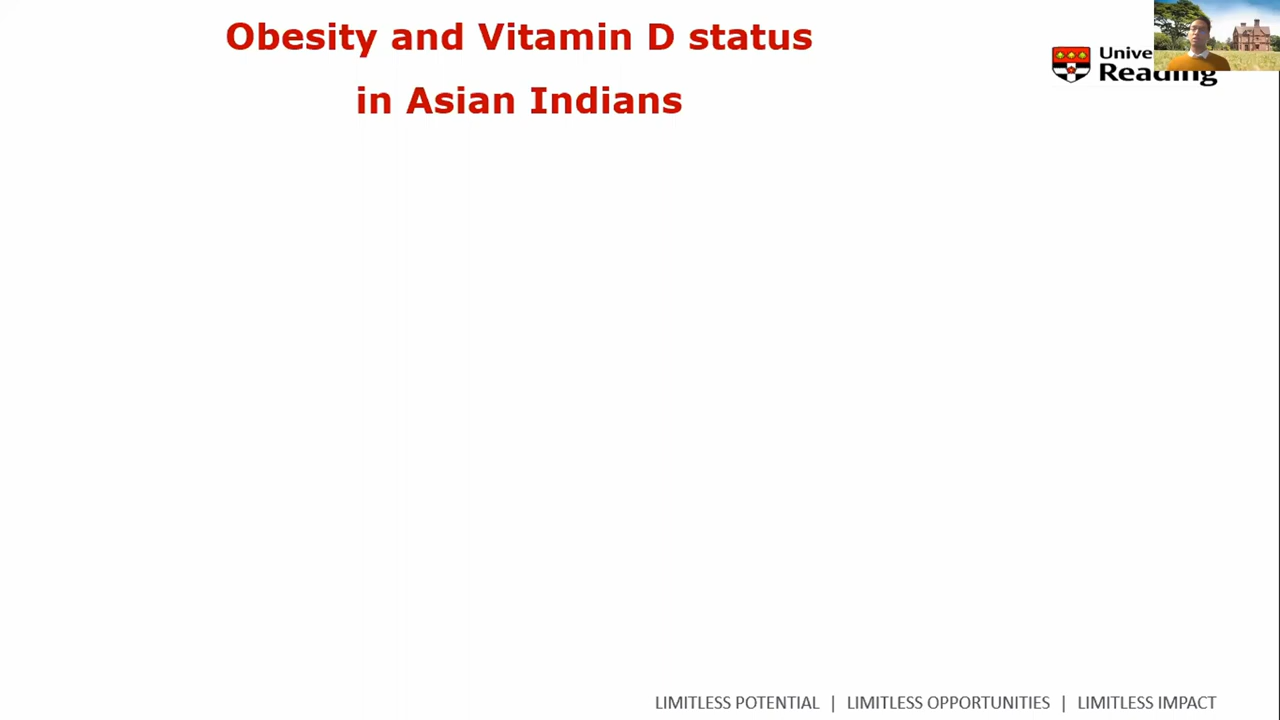 Obesity and Vitamin D status
in Asian Indians
Reading
LIMITLESS POTENTIAL | LIMITLESS OPPORTUNITIES | LIMITLESS IMPACT